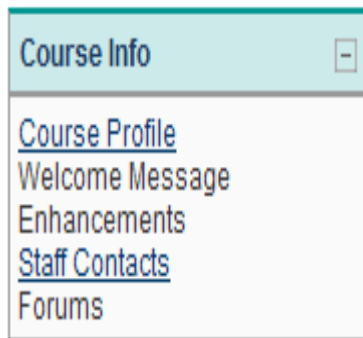 Course Info
Course Profile
Welcome Message
Enhancements
Staff Contacts
Forums